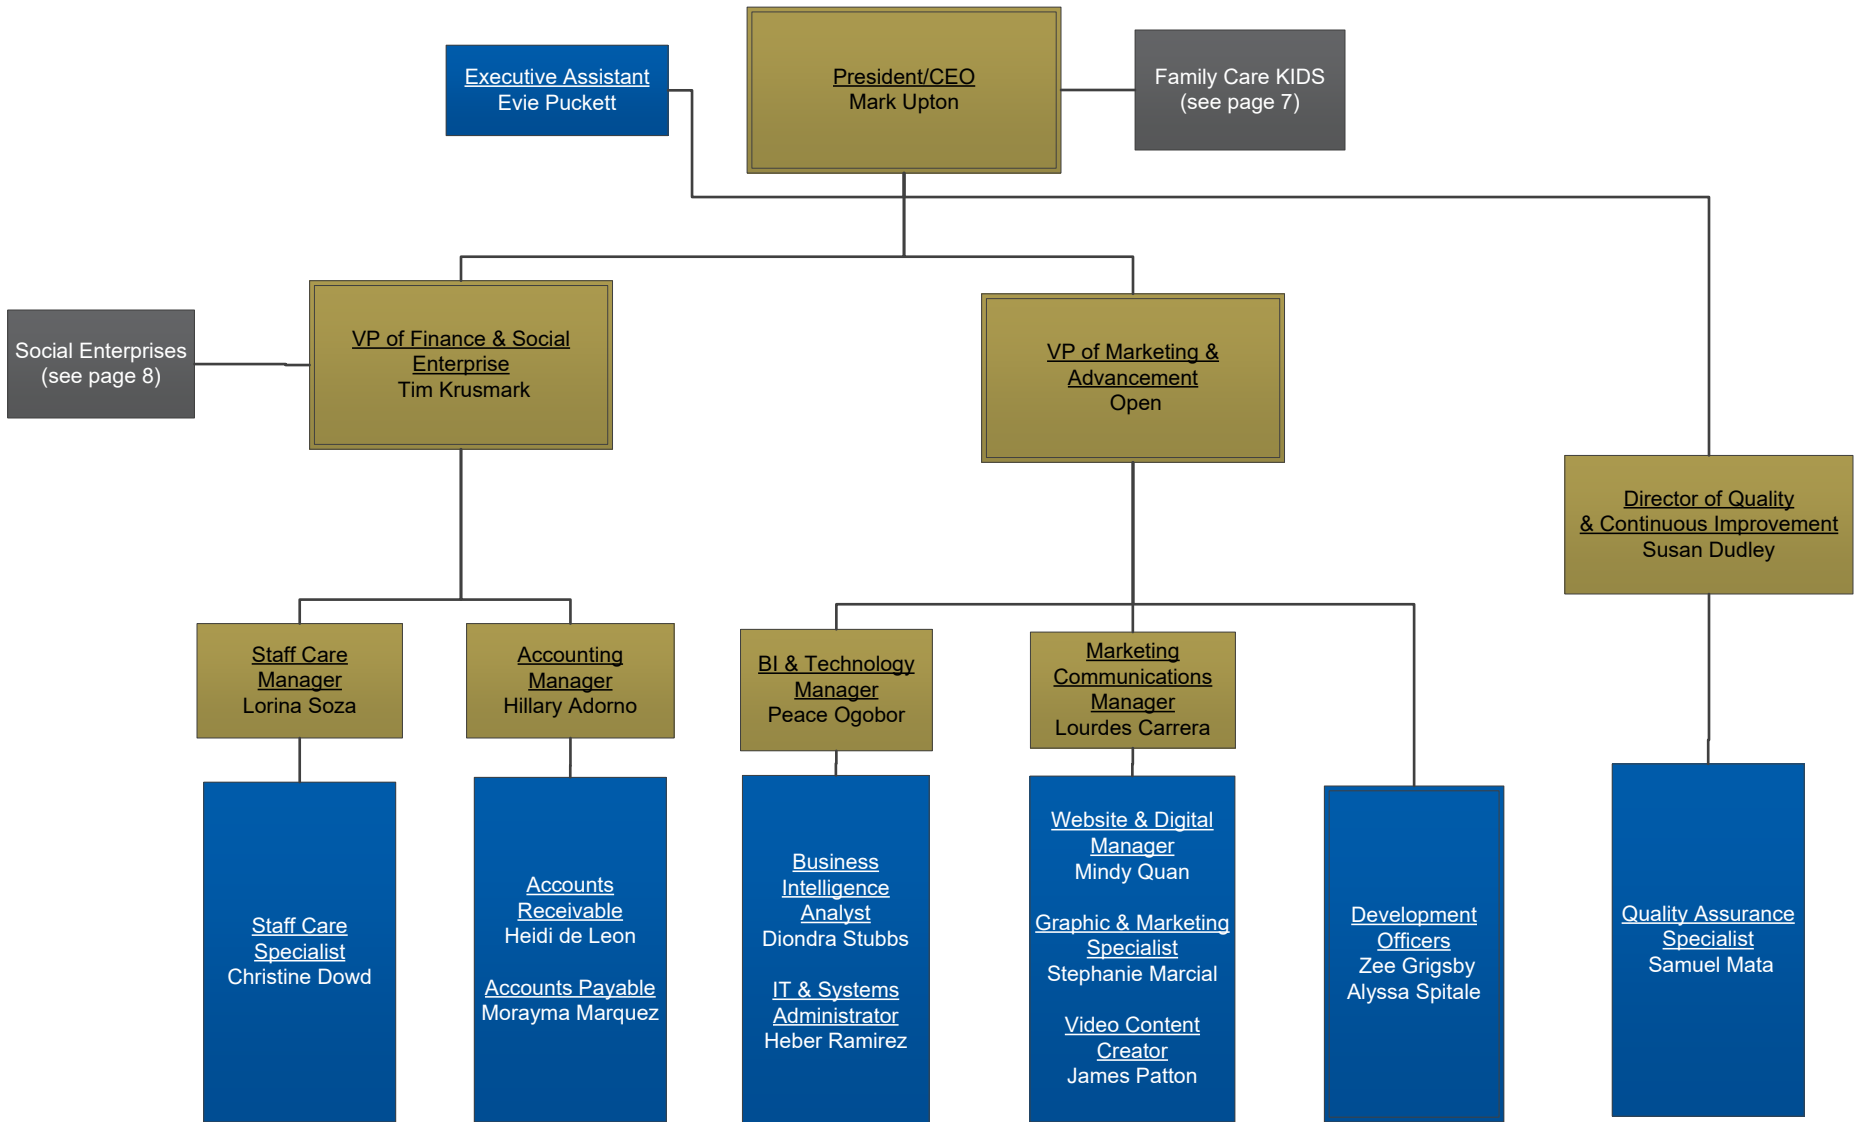 Executive Assistant
Evie Puckett
President/CEO
Mark Upton
Family Care KIDS
(see page 7)
Social Enterprises
(see page 8)
VP of Finance & Social
Enterprise
Tim Krusmark
VP of Marketing &
Advancement
Open
Director of Quality
& Continuous Improvement
Susan Dudley
Staff Care
Manager
Lorina Soza
Accounting
Manager
Hillary Adorno
BI & Technology
Manager
Peace Ogobor
Marketing
Communications
Manager
Lourdes Carrera
Staff Care
Specialist
Christine Dowd
Accounts
Receivable
Heidi de Leon
Accounts Payable
Morayma Marquez
Business
Intelligence
Analyst
Diondra Stubbs
IT & Systems
Administrator
Heber Ramirez
Website & Digital
Manager
Mindy Quan
Graphic & Marketing
Specialist
Stephanie Marcial
Video Content
Creator
James Patton
Development
Officers
Zee Grigsby
Alyssa Spitale
Quality Assurance
Specialist
Samuel Mata